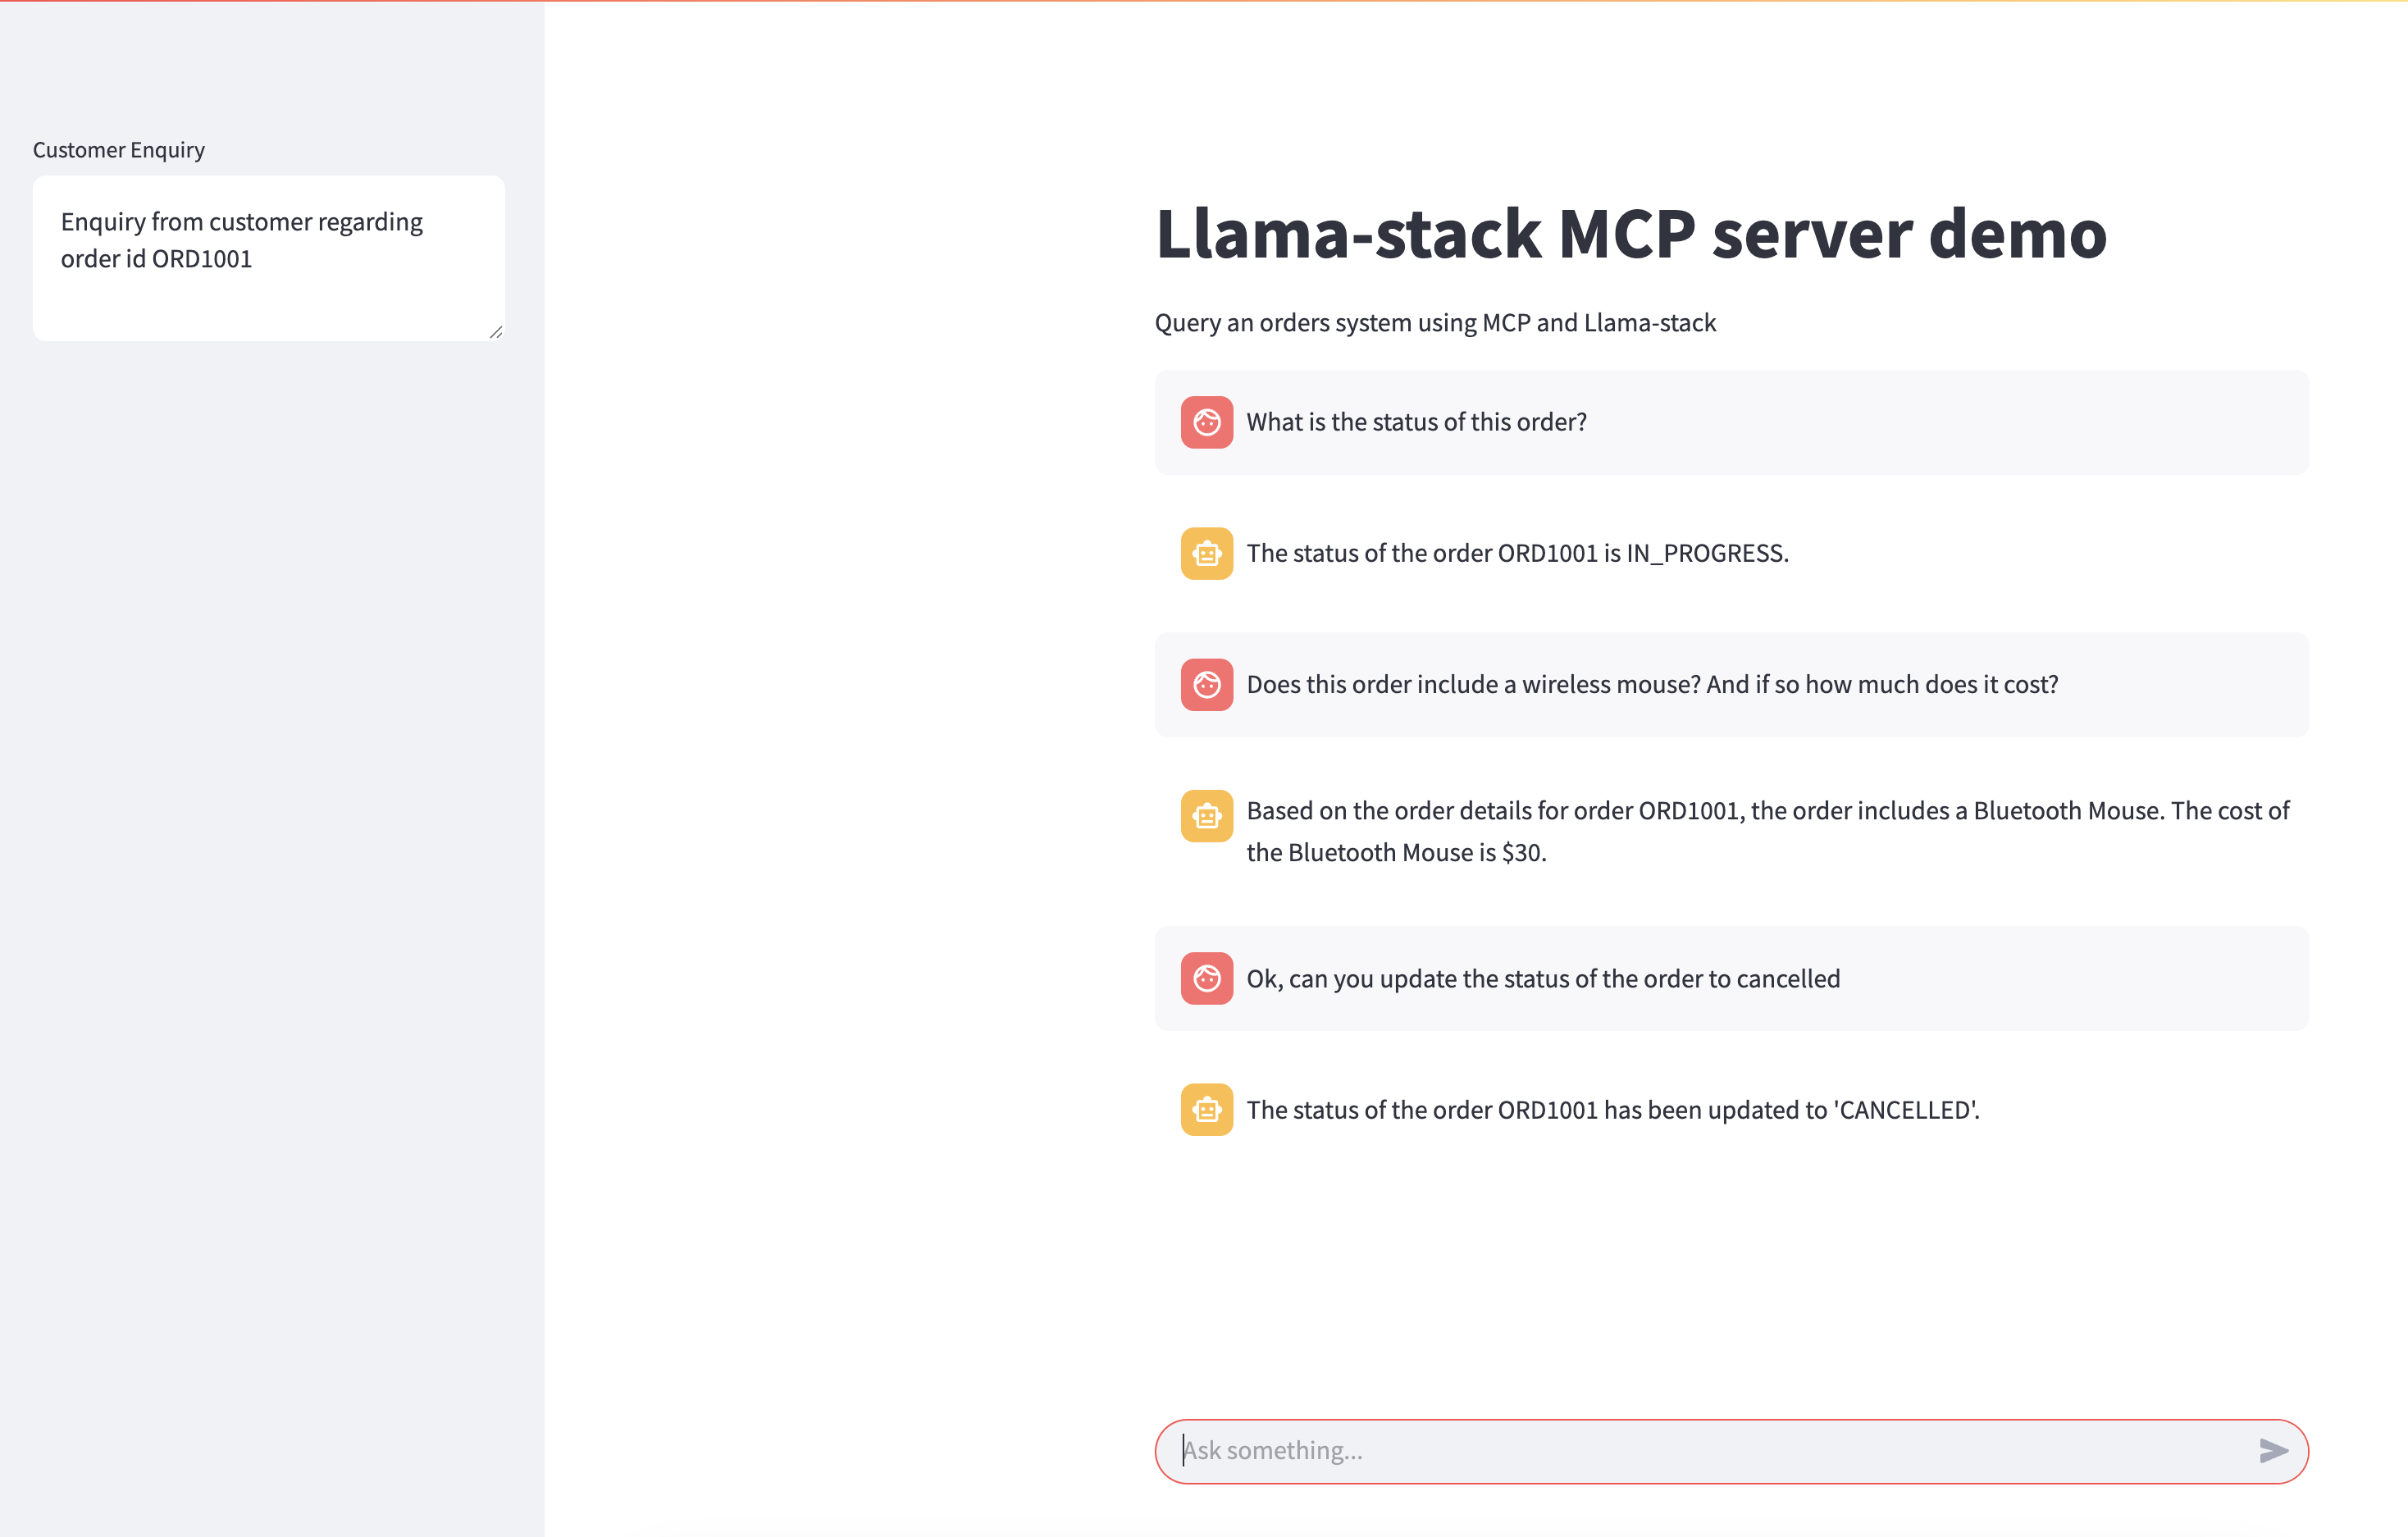 Customer Enquiry
Enquiry from customer regarding
order id ORD1001
Llama-stack MCP server demo
Query an orders system using MCP and Llama-stack
What is the status of this order?
The status of the order ORD1001 is IN_PROGRESS.
Does this order include a wireless mouse? And if so how much does it cost?
Based on the order details for order ORD1001, the order includes a Bluetooth Mouse. The cost of
the Bluetooth Mouse is $30.
Ok, can you update the status of the order to cancelled
The status of the order ORD1001 has been updated to 'CANCELLED'.
Ask something...